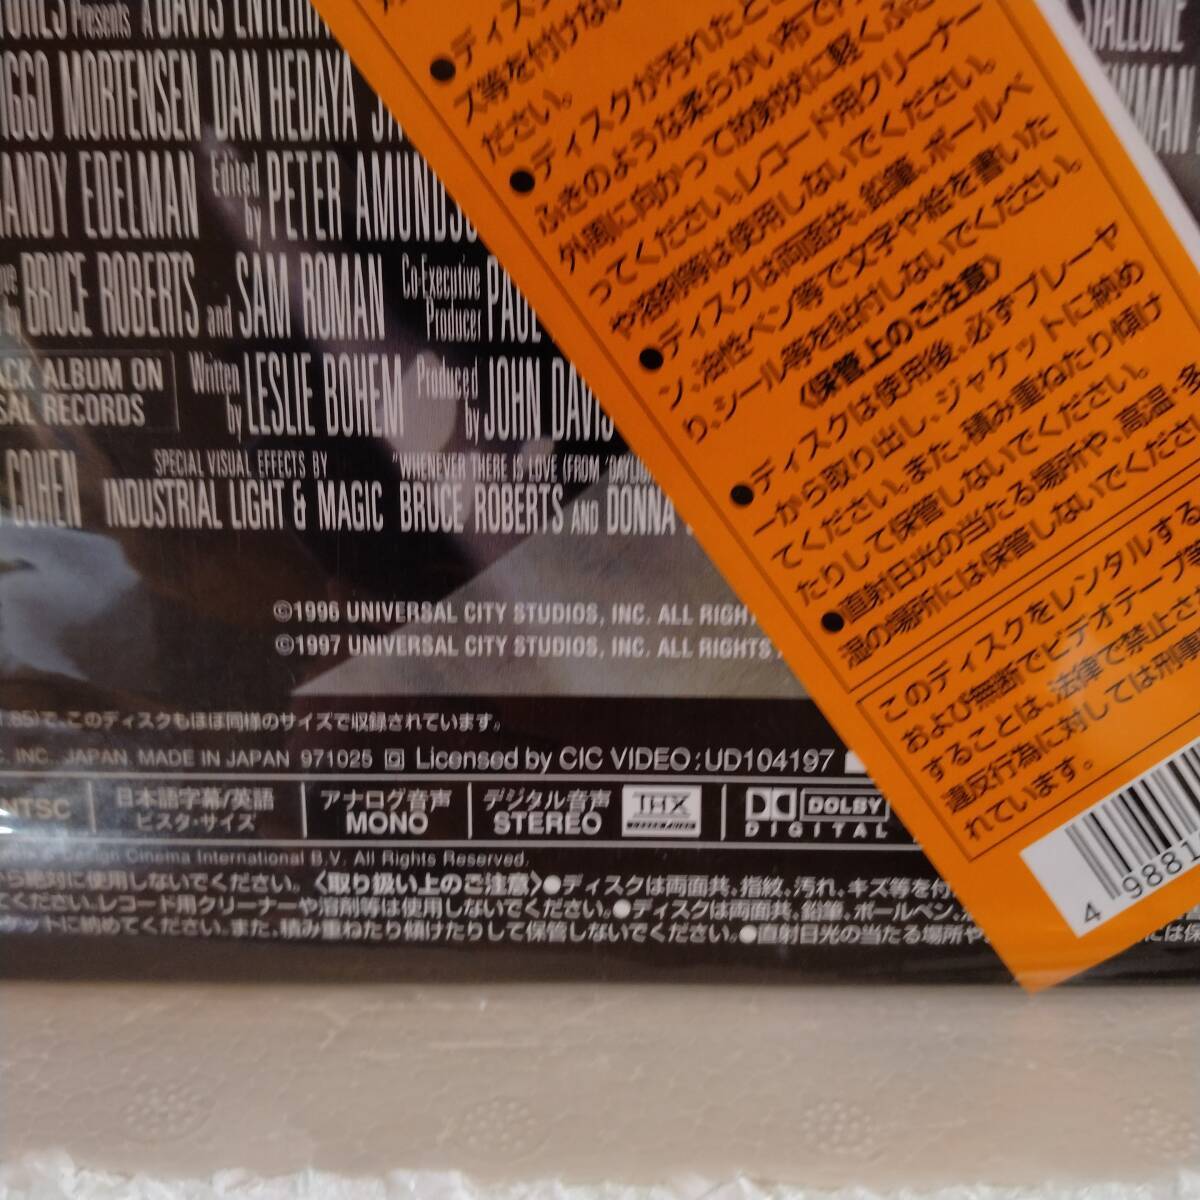 Presents A DAVIS
STALLONE
MORTENSEN DAN HEDAYA
EDELMAN Edited by PETER
BRUCE ROBERTS and SAM ROMAN Co-Executive Producer
ALBUM ON
RECORDS
Written by LESLIE BOHEM Produced by JOHN DAVIS
COHEN
SPECIAL VISUAL EFFECTS BY
INDUSTRIAL LIGHT & MAGIC
"WHENEVER THERE IS LOVE (FROM
BRUCE ROBERTS AND DONNA
©1996 UNIVERSAL CITY STUDIOS, INC. ALL
©1997 UNIVERSAL CITY STUDIOS, INC. ALL RIGHTS
で、このディスクもほぼ同様のサイズで収録されています。
INC., JAPAN. MADE IN JAPAN 971025 Licensed by CIC VIDEO:UD104197
NTSC
日本語字幕/英語
ビスタ・サイズ
アナログ音声
MONO
デジタル音声
STEREO
THX
DOLBY
DIGITAL
Design Cinema International B.V. All Rights Reserved.
絶対に使用しないでください。〈取り扱い上のご注意〉●ディスクは両面共、指紋、汚れ、キズ等を付
てください。レコード用クリーナーや溶剤等は使用しないでください。●ディスクは両面共、鉛筆、ボールペン、
ケットに納めてください。また、積み重ねたり傾けたりして保管しないでください。●直射日光の当たる場所や、
には保
ズ等を付けない
ださい。
●ディスクが汚れたと
ふきのような柔らかい布で
外周に向かって放射状に軽くふ
ってください。レコード用クリーナー
や溶剤等は使用しないでください。
●ディスクは両面共、鉛筆、ボールペ
ン、油性ペン等で文字や絵を書いた
り、シール等を貼付しないでください。
〈保管上のご注意〉
●ディスクは使用後、必ずプレーヤ
ーから取り出し、ジャケットに納め
てください。また、積み重ねたり傾け
たりして保管しないでください。
●直射日光の当たる場所や、高温・多
湿の場所には保管しないでくださ
このディスクをレンタルする
および無断でビデオテープ
することは、法律で禁止さ
違反行為に対しては刑事
れています。
4 9881